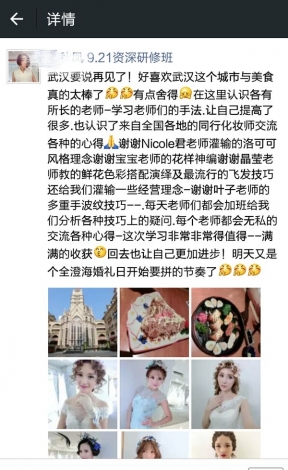 详情
9.21资深研修班
武汉要说再见了！好喜欢武汉这个城市与美食
真的太棒了有点舍得在这里认识各有
所长的老师–学习老师们的手法,让自己提高了
很多,也认识了来自全国各地的同行化妆师交流
各种的心得谢谢Nicole君老师灌输的洛可可
风格理念谢谢宝宝老师的花样神编谢谢晶莹老
师教的鲜花色彩搭配演绎及最流行的飞发技巧
还给我们灌输一些经营理念–谢谢叶子老师的
多重手波纹技巧––,每天老师们都会加班给我
们分析各种技巧上的疑问,每个老师都会无私的
交流各种心得–这次学习非常非常得值得––满
满的收获回去也让自己更加进步！明天又是
个全澄海婚礼日开始要拼的节奏了